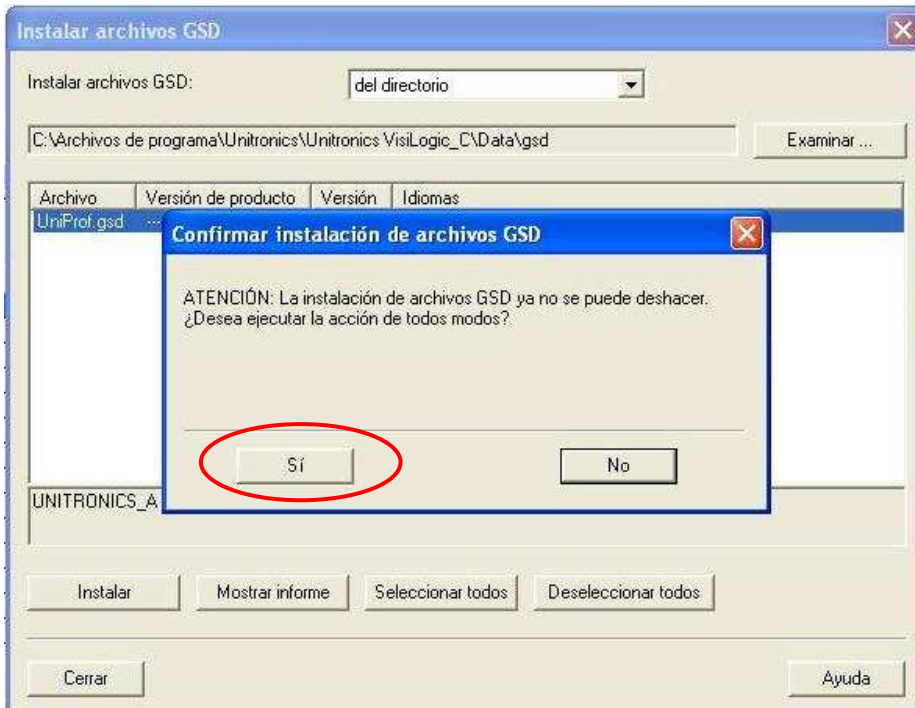 Instalar archivos GSD
Instalar archivos GSD: del directorio
C:\Archivos de programa\Unitronics\Unitronics VisiLogic_C\Data\gsd Examinar ...
Archivo Versión de producto Versión Idiomas
UniProf.gsd ---
Confirmar instalación de archivos GSD
ATENCIÓN: La instalación de archivos GSD ya no se puede deshacer.
¿Desea ejecutar la acción de todos modos?
Sí No
UNITRONICS_A
Instalar Mostrar informe Seleccionar todos Deseleccionar todos
Cerrar Ayuda